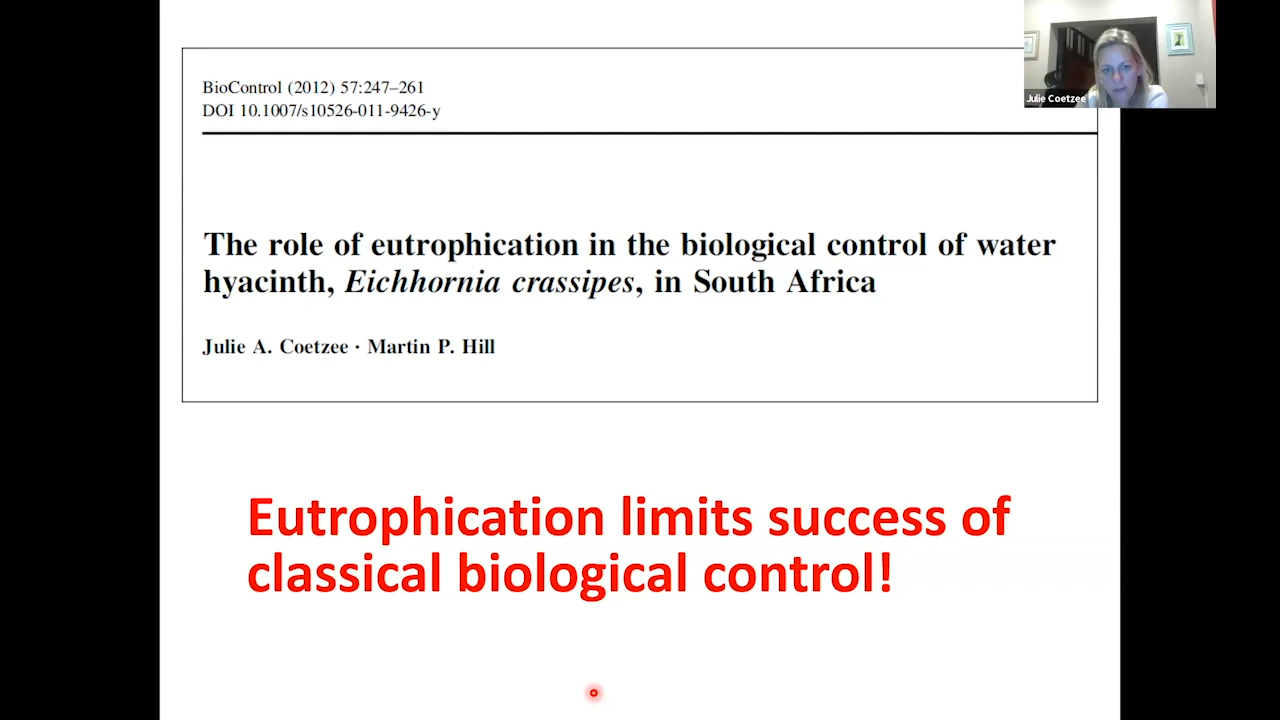 BioControl (2012) 57:247–261
DOI 10.1007/s10526-011-9426-y
Julie Coetzee
The role of eutrophication in the biological control of water
hyacinth, Eichhornia crassipes, in South Africa
Julie A. Coetzee · Martin P. Hill
Eutrophication limits success of
classical biological control!